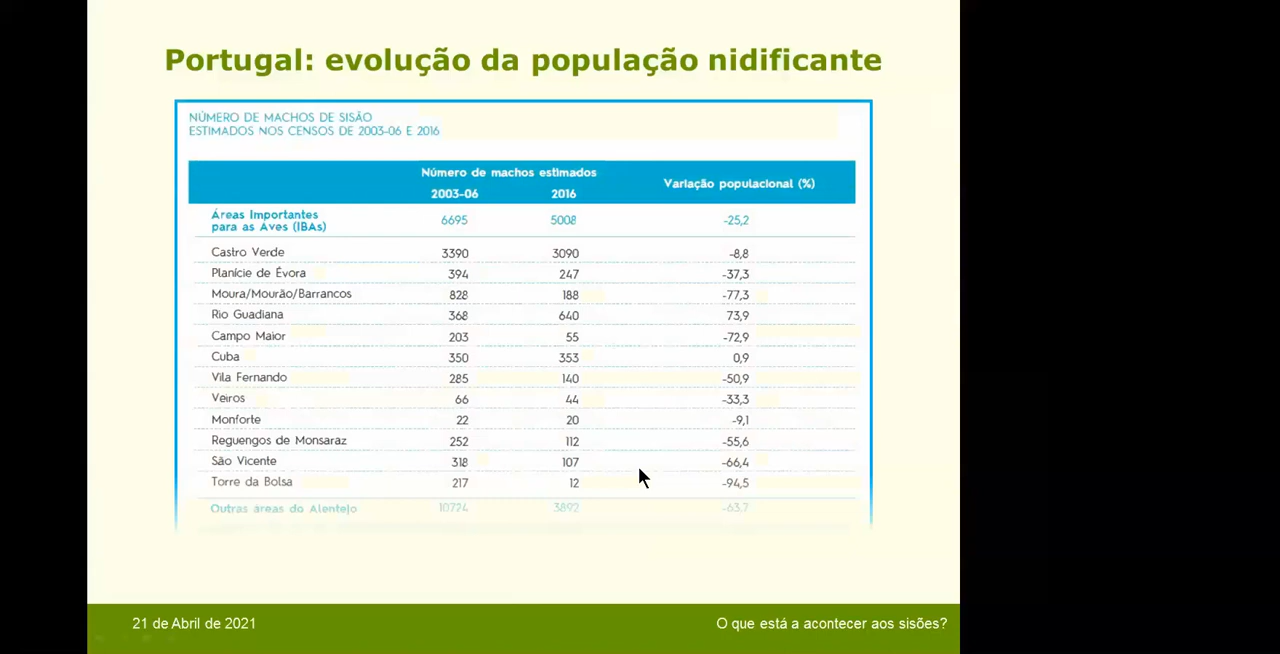 Portugal: evolução da população nidificante
NÚMERO DE MACHOS DE SISÃO
ESTIMADOS NOS CENSOS DE 2003-06 E 2016
Número de machos estimados
Variação populacional (%)
2003-06 2016
Áreas Importantes
para as Aves (IBAs) 6695 5008 -25,2
Castro Verde 3390 3090 -8,8
Planície de Évora 394 247 -37,3
Moura/Mourão/Barrancos 828 188 -77,3
Rio Guadiana 368 640 73,9
Campo Maior 203 55 -72,9
Cuba 350 353 0,9
Vila Fernando 285 140 -50,9
Veiros 66 44 -33,3
Monforte 22 20 -9,1
Reguengos de Monsaraz 252 112 -55,6
São Vicente 318 107 -66,4
Torre da Bolsa 217 12 -94,5
Outras áreas do Alentejo 10724 3892 -63,7
21 de Abril de 2021 O que está a acontecer aos sisões?